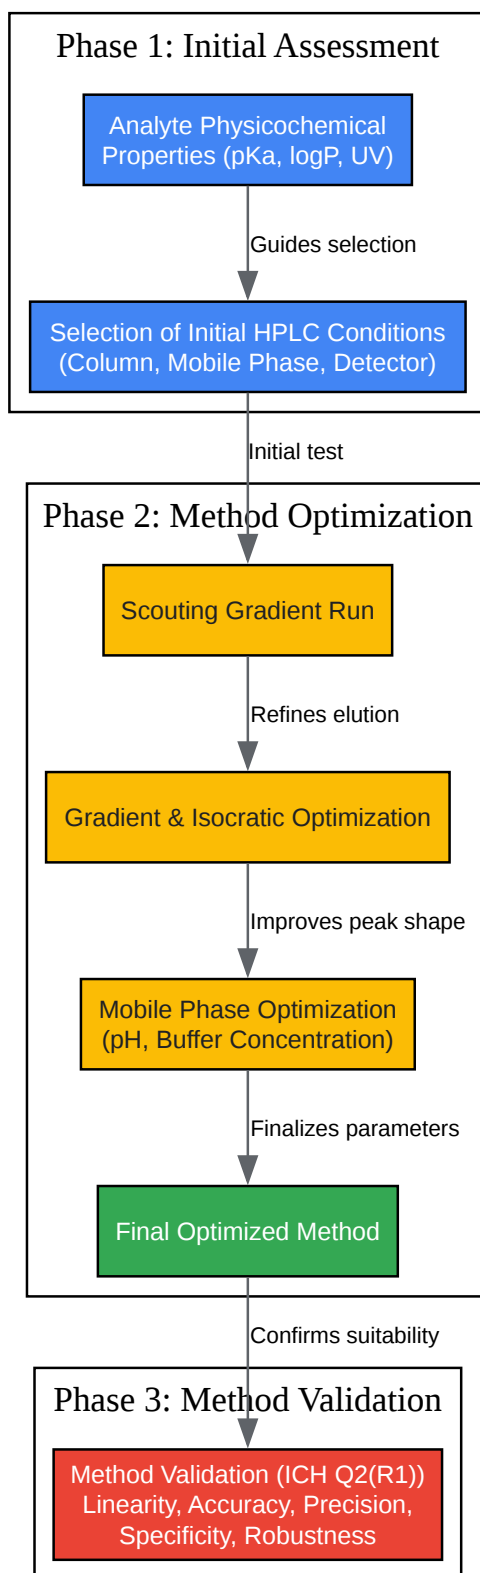 Phase 1: Initial Assessment
Analyte Physicochemical
Properties (pKa, logP, UV)
Guides selection
Selection of Initial HPLC Conditions
(Column, Mobile Phase, Detector)
Initial test
Phase 2: Method Optimization
Scouting Gradient Run
Refines elution
Gradient & Isocratic Optimization
Improves peak shape
Mobile Phase Optimization
(pH, Buffer Concentration)
Finalizes parameters
Final Optimized Method
Confirms suitability
Phase 3: Method Validation
Method Validation (ICH Q2(R1))
Linearity, Accuracy, Precision,
Specificity, Robustness